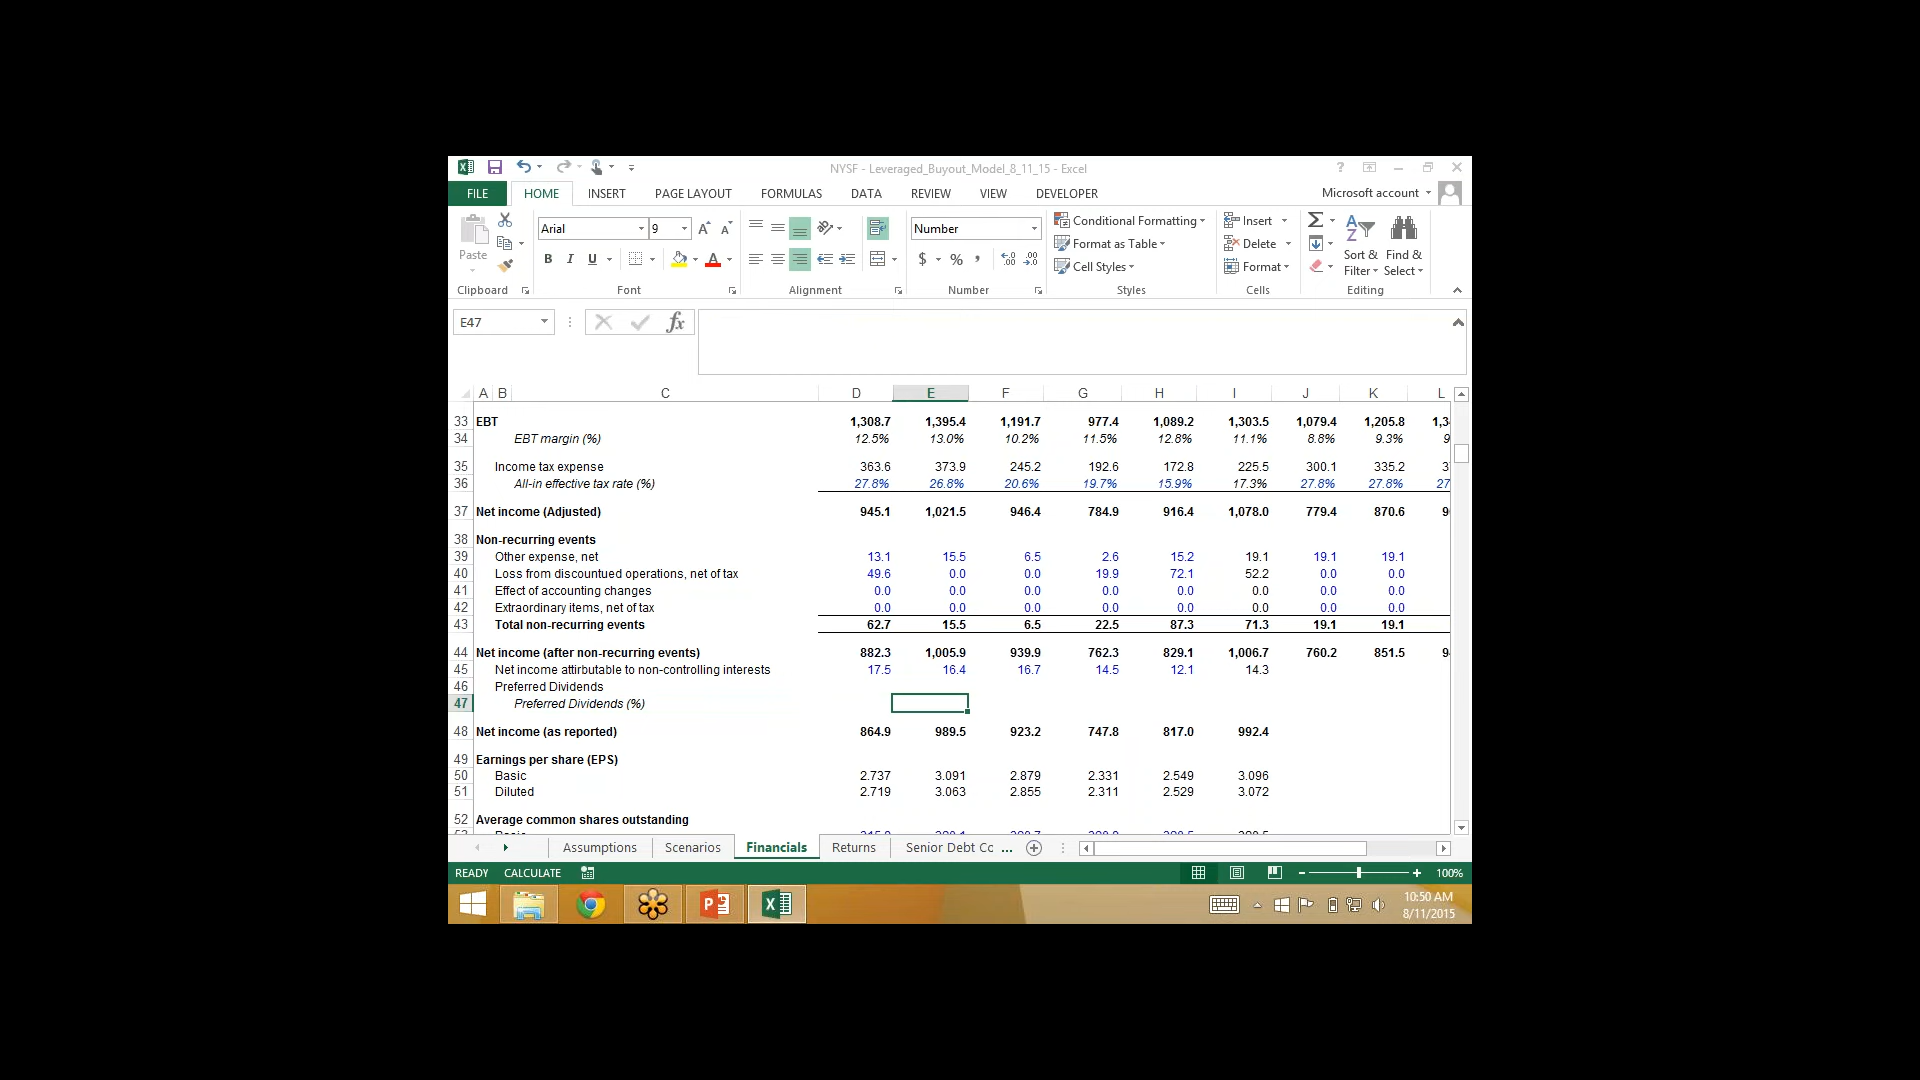 NYSF - Leveraged_Buyout_Model_8_11_15 - Excel
FILE HOME INSERT PAGE LAYOUT FORMULAS DATA REVIEW VIEW DEVELOPER Microsoft account
Paste Arial 9 Number Conditional Formatting Insert
B I U $ % , Format as Table Delete Sort & Find &
Cell Styles Format Filter Select
Clipboard Font Alignment Number Styles Cells Editing
E47 fx
A B C D E F G H I J K L
33 EBT 1,308.7 1,395.4 1,191.7 977.4 1,089.2 1,303.5 1,079.4 1,205.8
34 EBT margin (%) 12.5% 13.0% 10.2% 11.5% 12.8% 11.1% 8.8% 9.3%
35 Income tax expense 363.6 373.9 245.2 192.6 172.8 225.5 300.1 335.2
36 All-in effective tax rate (%) 27.8% 26.8% 20.6% 19.7% 15.9% 17.3% 27.8% 27.8%
37 Net income (Adjusted) 945.1 1,021.5 946.4 784.9 916.4 1,078.0 779.4 870.6
38 Non-recurring events
39 Other expense, net 13.1 15.5 6.5 2.6 15.2 19.1 19.1 19.1
40 Loss from discountued operations, net of tax 49.6 0.0 0.0 19.9 72.1 52.2 0.0 0.0
41 Effect of accounting changes 0.0 0.0 0.0 0.0 0.0 0.0 0.0 0.0
42 Extraordinary items, net of tax 0.0 0.0 0.0 0.0 0.0 0.0 0.0 0.0
43 Total non-recurring events 62.7 15.5 6.5 22.5 87.3 71.3 19.1 19.1
44 Net income (after non-recurring events) 882.3 1,005.9 939.9 762.3 829.1 1,006.7 760.2 851.5
45 Net income attirbutable to non-controlling interests 17.5 16.4 16.7 14.5 12.1 14.3
46 Preferred Dividends
47 Preferred Dividends (%)
48 Net income (as reported) 864.9 989.5 923.2 747.8 817.0 992.4
49 Earnings per share (EPS)
50 Basic 2.737 3.091 2.879 2.331 2.549 3.096
51 Diluted 2.719 3.063 2.855 2.311 2.529 3.072
52 Average common shares outstanding
Assumptions Scenarios Financials Returns Senior Debt Co ...
READY CALCULATE 100%
10:50 AM
8/11/2015